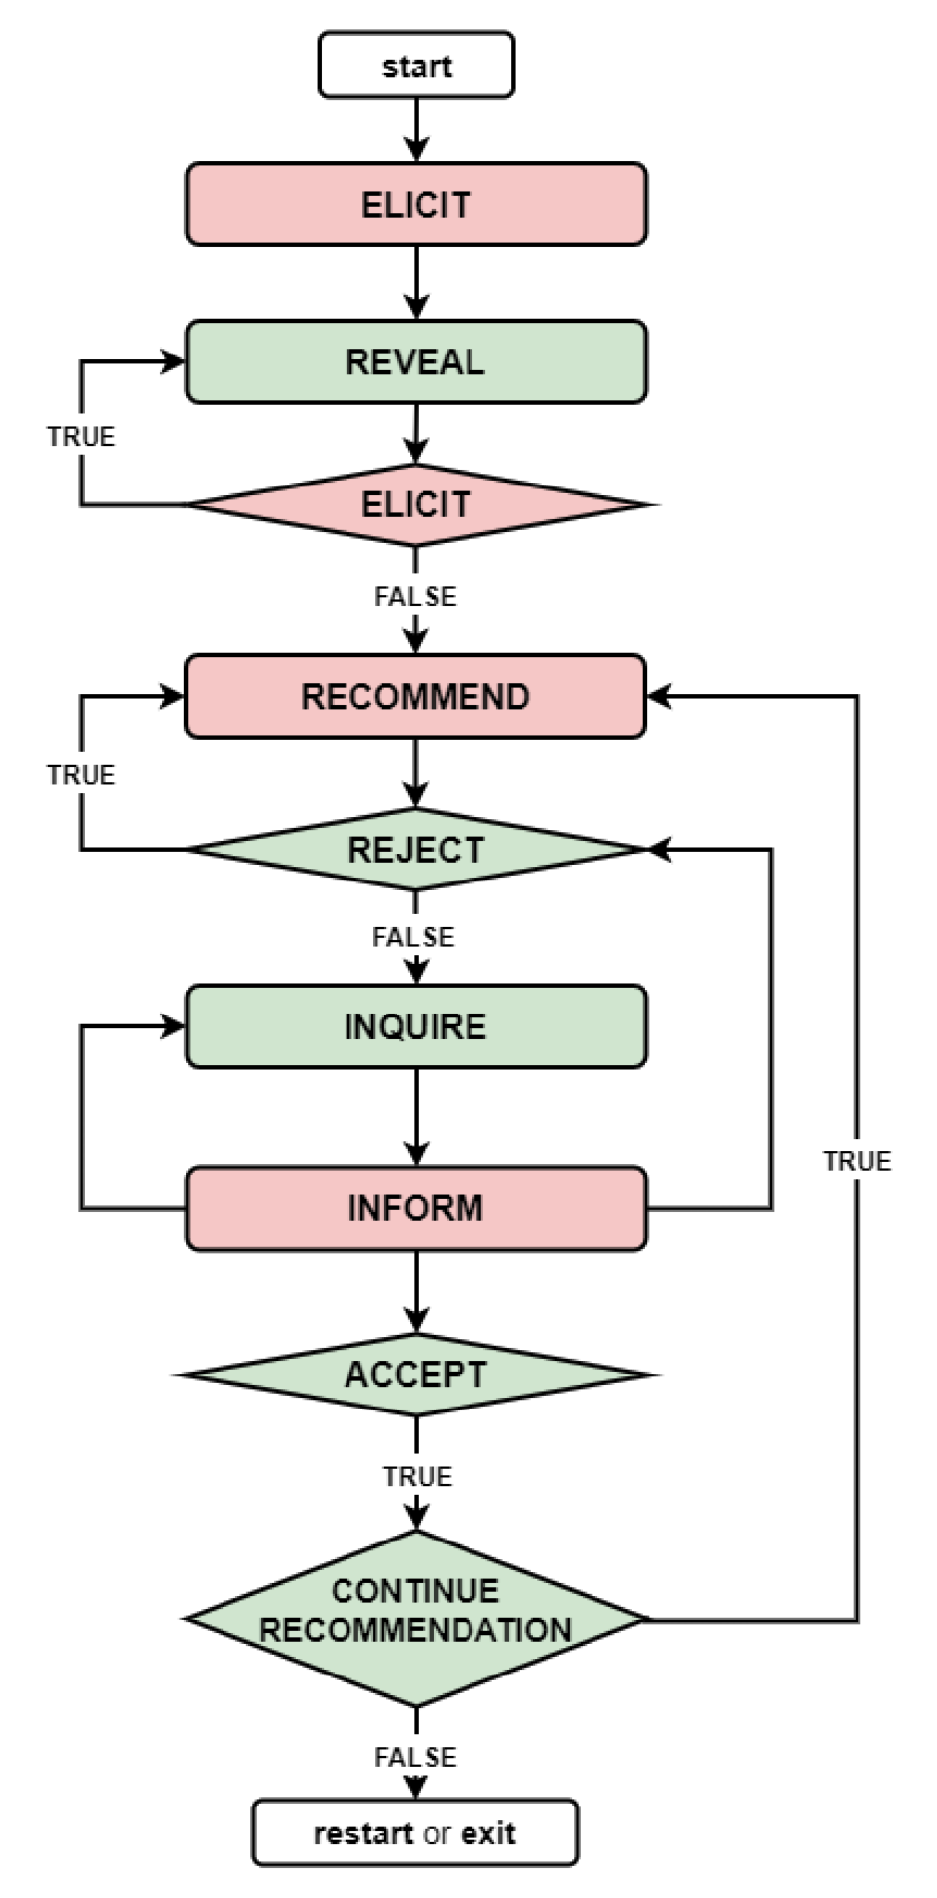 start
ELICIT
REVEAL
TRUE
ELICIT
FALSE
RECOMMEND
TRUE
REJECT
FALSE
INQUIRE
TRUE
INFORM
ACCEPT
TRUE
CONTINUE
RECOMMENDATION
FALSE
restart or exit